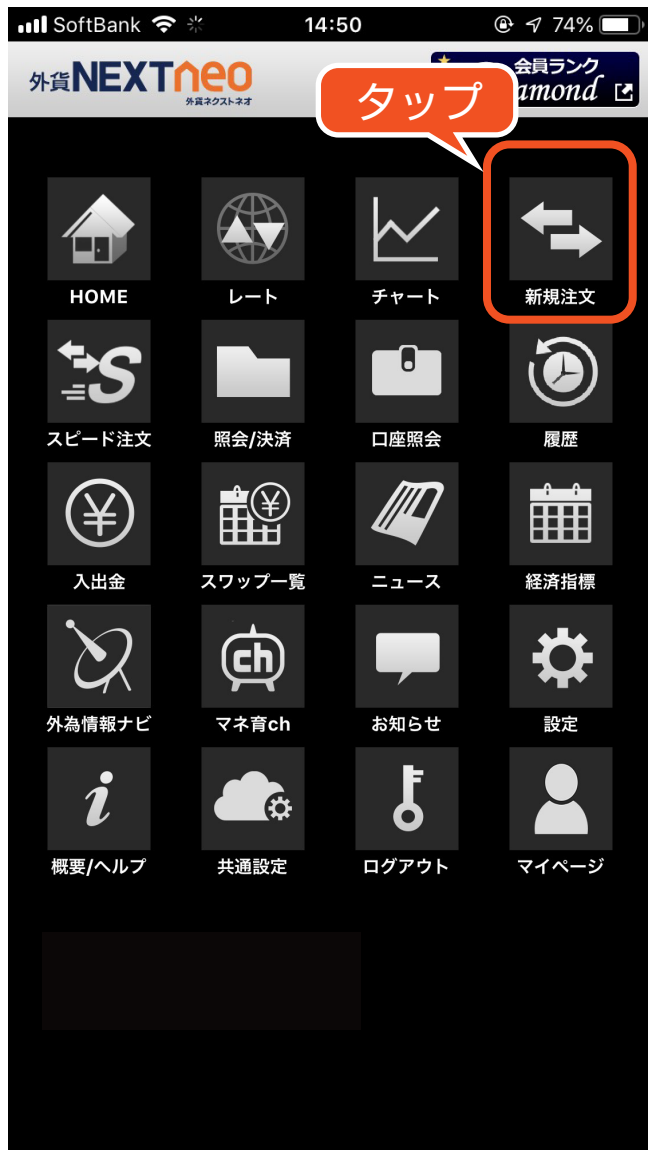 SoftBank 14:50 74%
外貨NEXTneo
外貨ネクストネオ
会員ランク
amond
タップ
HOME レート チャート 新規注文
S
スピード注文 照会/決済 口座照会 履歴
¥ ¥
入出金 スワップ一覧 ニュース 経済指標
ch
外為情報ナビ マネ育ch お知らせ 設定
i
概要/ヘルプ 共通設定 ログアウト マイページ